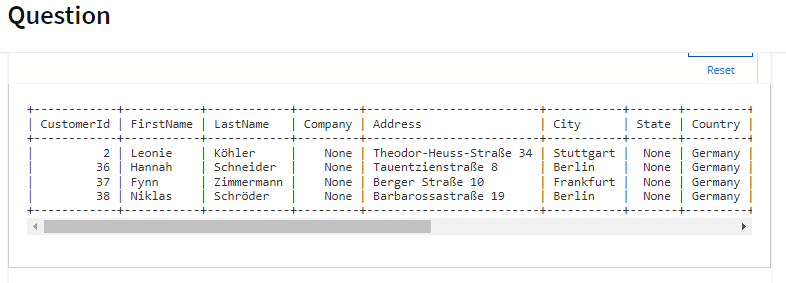 Question
Reset
+------------+-----------+------------+---------+-------------------------+-----------+-------+---------+
| CustomerId | FirstName | LastName   | Company | Address                 | City      | State | Country |
+------------+-----------+------------+---------+-------------------------+-----------+-------+---------+
|          2 | Leonie    | Köhler     |    None | Theodor-Heuss-Straße 34 | Stuttgart |  None | Germany |
|         36 | Hannah    | Schneider  |    None | Tauentzienstraße 8      | Berlin    |  None | Germany |
|         37 | Fynn      | Zimmermann |    None | Berger Straße 10        | Frankfurt |  None | Germany |
|         38 | Niklas    | Schröder   |    None | Barbarossastraße 19     | Berlin    |  None | Germany |
+------------+-----------+------------+---------+-------------------------+-----------+-------+---------+